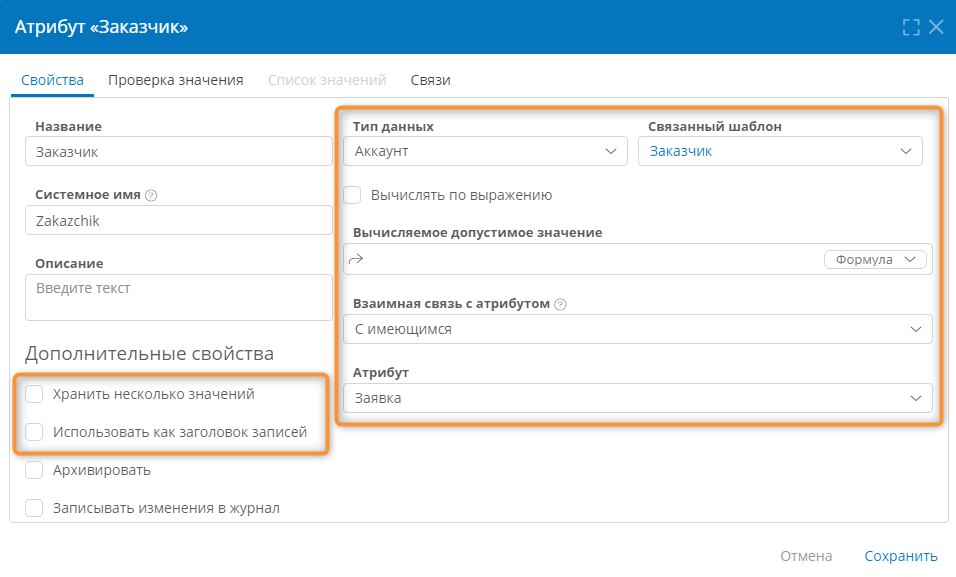 Атрибут «Заказчик»
Свойства Проверка значения Список значений Связи
Название
Заказчик
Системное имя ?
Zakazchik
Описание
Введите текст
Дополнительные свойства
Хранить несколько значений
Использовать как заголовок записей
Архивировать
Записывать изменения в журнал
Тип данных Связанный шаблон
Аккаунт Заказчик
Вычислять по выражению
Вычисляемое допустимое значение
Формула
Взаимная связь с атрибутом ?
С имеющимся
Атрибут
Заявка
Отмена Сохранить